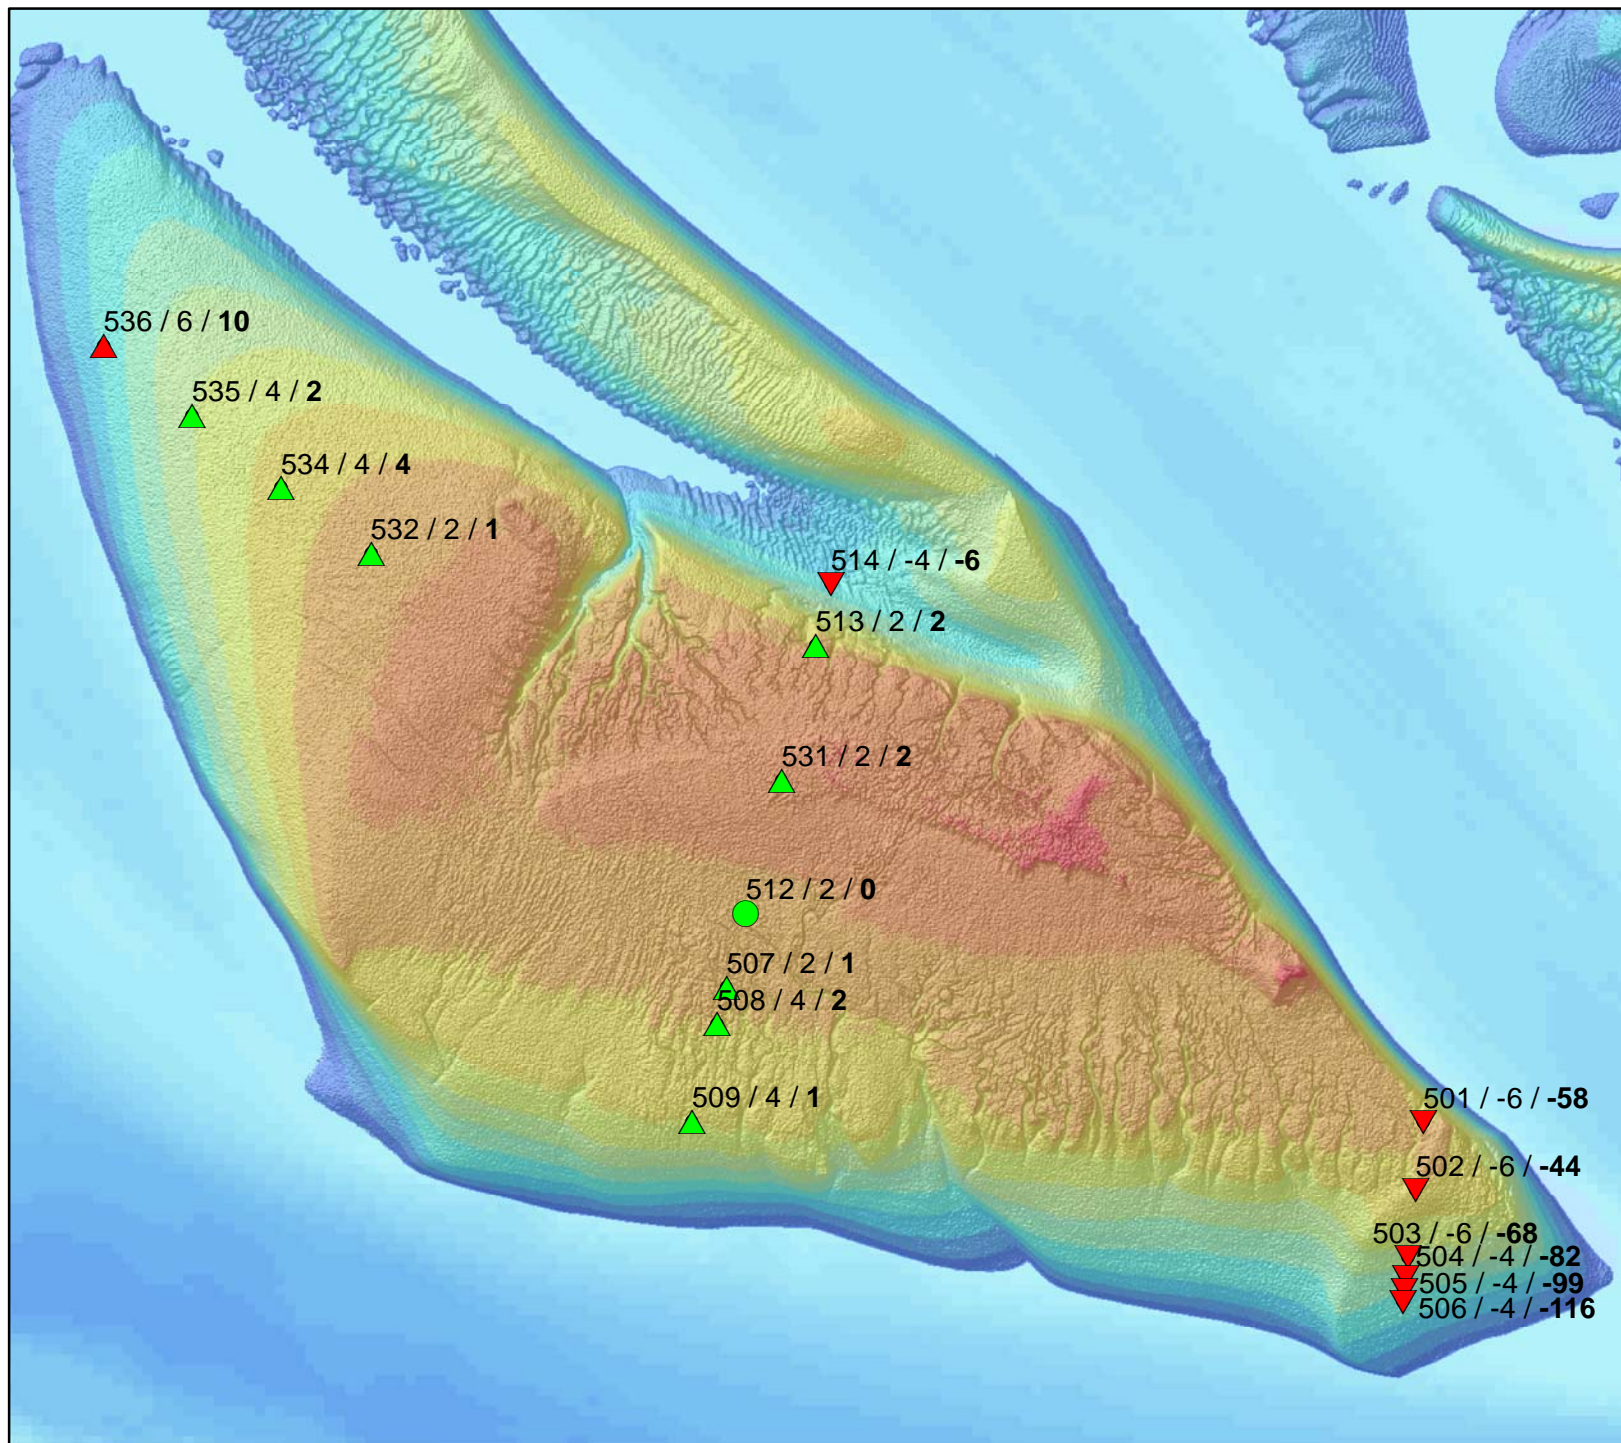 536 / 6 / 10
535 / 4 / 2
534 / 4 / 4
532 / 2 / 1
514 / -4 / -6
513 / 2 / 2
531 / 2 / 2
512 / 2 / 0
507 / 2 / 1
508 / 4 / 2
509 / 4 / 1
501 / -6 / -58
502 / -6 / -44
503 / -6 / -68
504 / -4 / -82
505 / -4 / -99
506 / -4 / -116